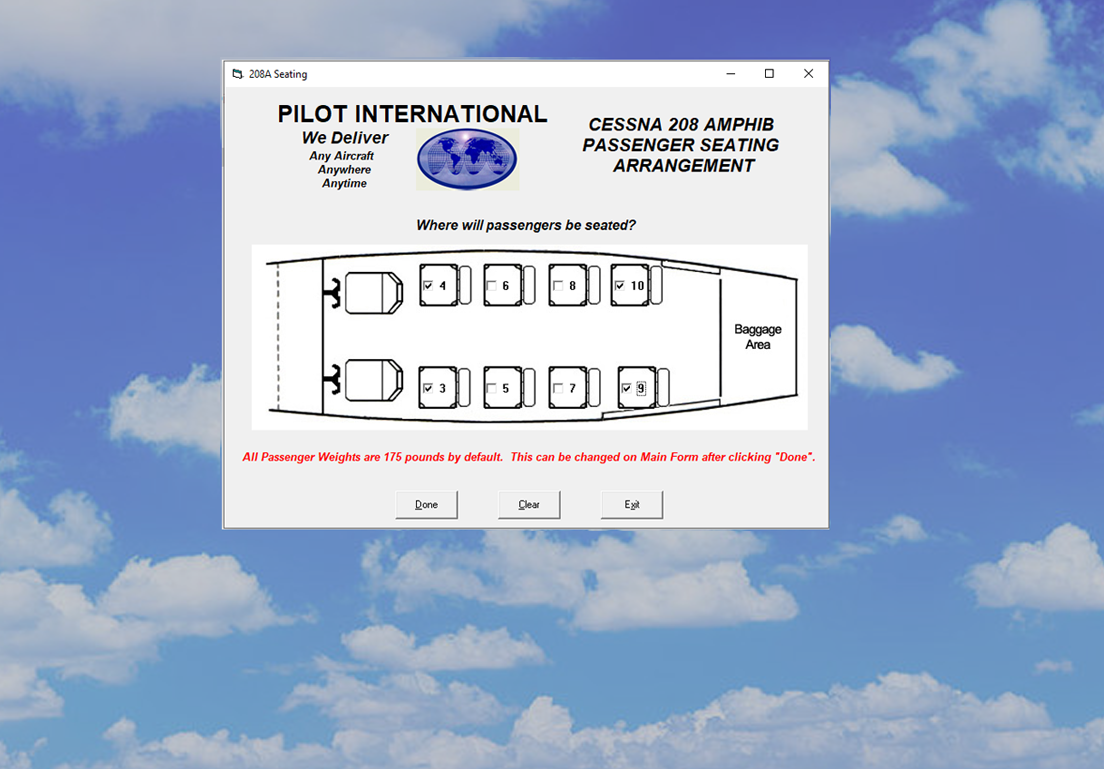 208A Seating
PILOT INTERNATIONAL
We Deliver
Any Aircraft
Anywhere
Anytime
CESSNA 208 AMPHIB
PASSENGER SEATING
ARRANGEMENT
Where will passengers be seated?
4 6 8 10
Baggage
Area
3 5 7 9
All Passenger Weights are 175 pounds by default. This can be changed on Main Form after clicking "Done".
Done Clear Exit